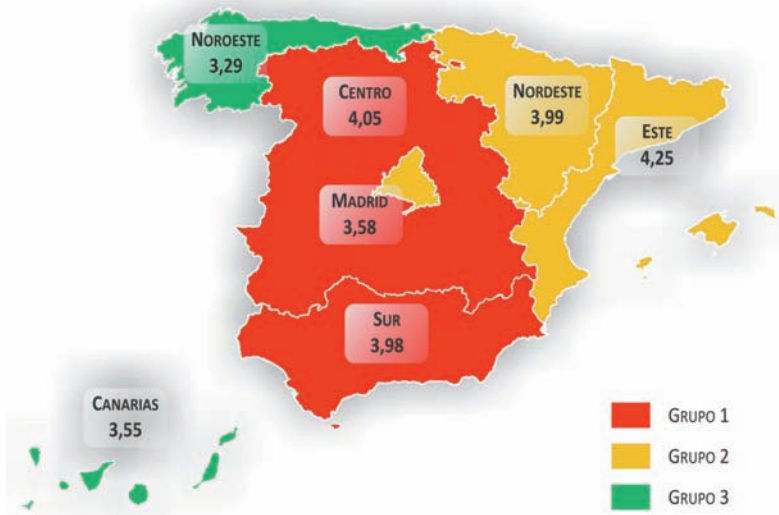 NOROESTE
3,29
CENTRO
4,05
NORDESTE
3,99
ESTE
4,25
MADRID
3,58
SUR
3,98
CANARIAS
3,55
GRUPO 1
GRUPO 2
GRUPO 3